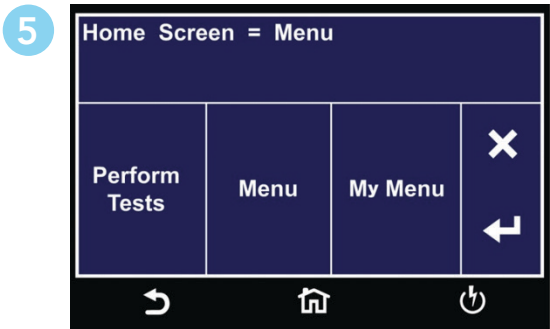 5
Home Screen = Menu
Perform
Tests
Menu
My Menu